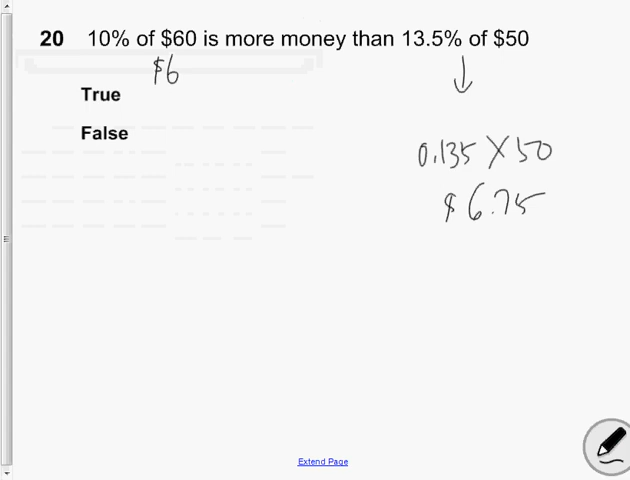 20 10% of $60 is more money than 13.5% of $50
$6
True
False
0.135 X 50
$6.75
Extend Page